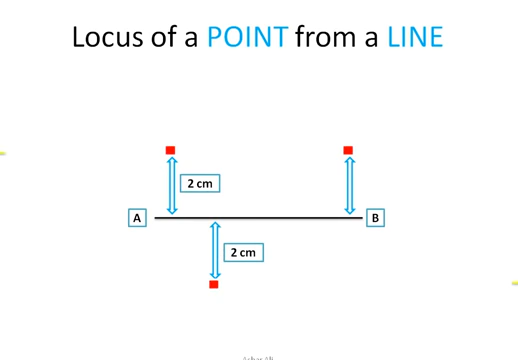 Locus of a POINT from a LINE
2 cm
A
B
2 cm